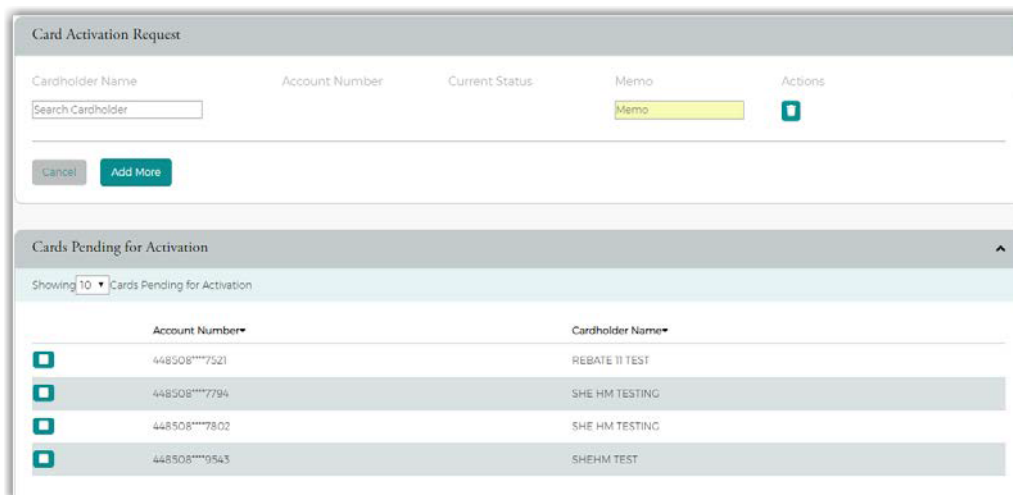 Card Activation Request
Cardholder Name Account Number Current Status Memo Actions
Search Cardholder Memo
Cancel Add More
Cards Pending for Activation
Showing 10 Cards Pending for Activation
Account Number Cardholder Name
448508****7521 REBATE 11 TEST
448508****7794 SHE HM TESTING
448508****7802 SHE HM TESTING
448508****9543 SHEHM TEST